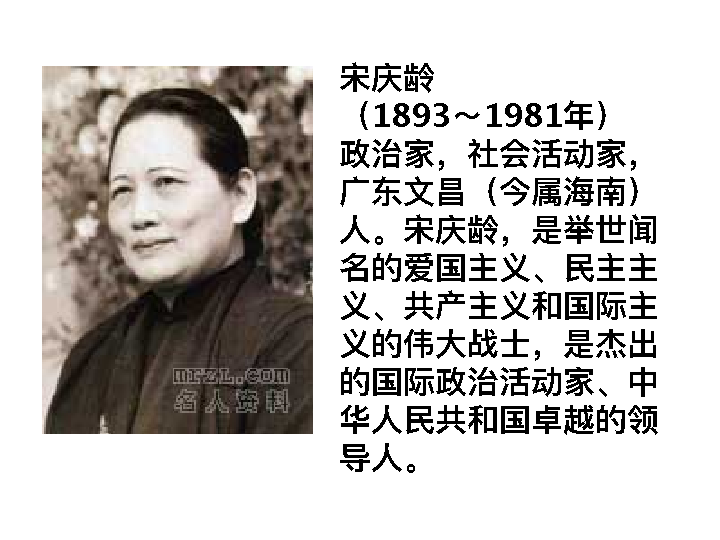 宋庆龄
（1893～1981年）
政治家，社会活动家，
广东文昌（今属海南）
人。宋庆龄，是举世闻
名的爱国主义、民主主
义、共产主义和国际主
义的伟大战士，是杰出
的国际政治活动家、中
华人民共和国卓越的领
导人。
mrzl.com
名人资料